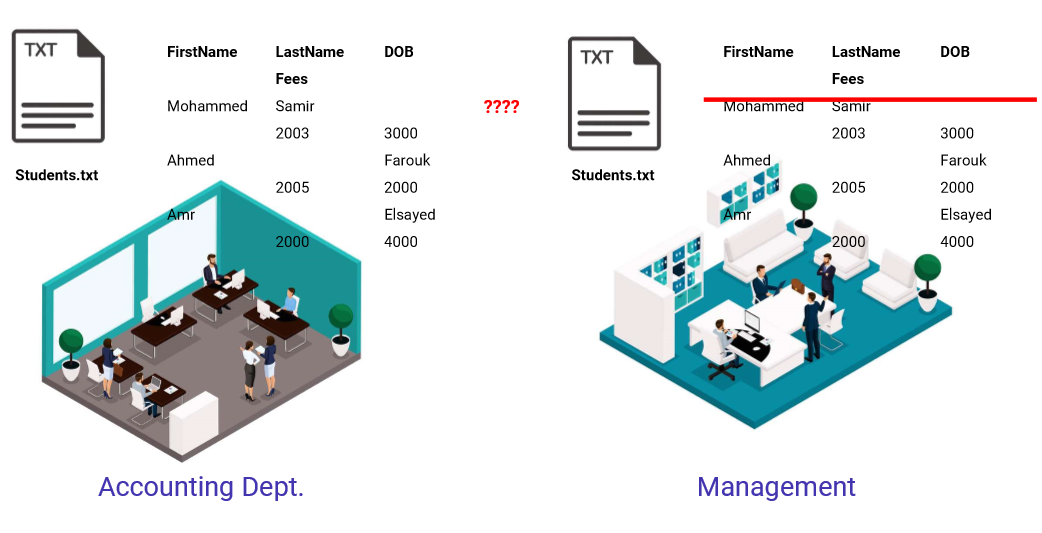 TXT
FirstName LastName DOB
Fees
Mohammed Samir
2003 3000
Ahmed Farouk
2005 2000
Amr Elsayed
2000 4000
Students.txt
Accounting Dept.
????
TXT
FirstName LastName DOB
Fees
Mohammed Samir
2003 3000
Ahmed Farouk
2005 2000
Amr Elsayed
2000 4000
Students.txt
Management